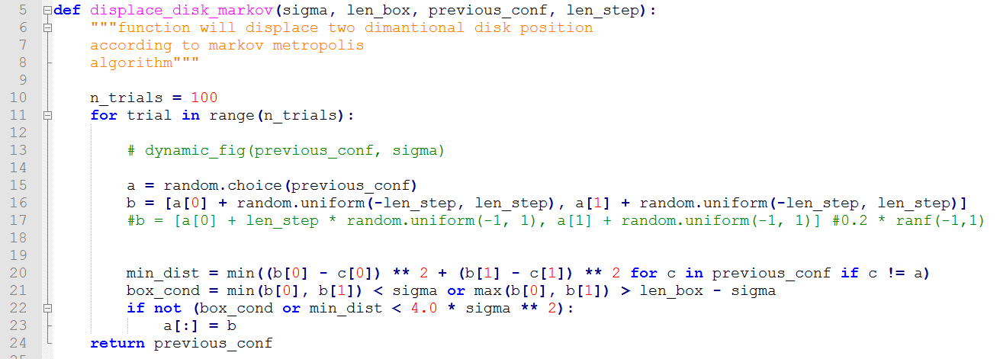 5 def displace_disk_markov(sigma, len_box, previous_conf, len_step):
6     """function will displace two dimantional disk position
7     according to markov metropolis
8     algorithm"""
9
10     n_trials = 100
11     for trial in range(n_trials):
12
13         # dynamic_fig(previous_conf, sigma)
14
15         a = random.choice(previous_conf)
16         b = [a[0] + random.uniform(-len_step, len_step), a[1] + random.uniform(-len_step, len_step)]
17         #b = [a[0] + len_step * random.uniform(-1, 1), a[1] + random.uniform(-1, 1)] #0.2 * ranf(-1,1)
18
19
20         min_dist = min((b[0] - c[0]) ** 2 + (b[1] - c[1]) ** 2 for c in previous_conf if c != a)
21         box_cond = min(b[0], b[1]) < sigma or max(b[0], b[1]) > len_box - sigma
22         if not (box_cond or min_dist < 4.0 * sigma ** 2):
23             a[:] = b
24     return previous_conf